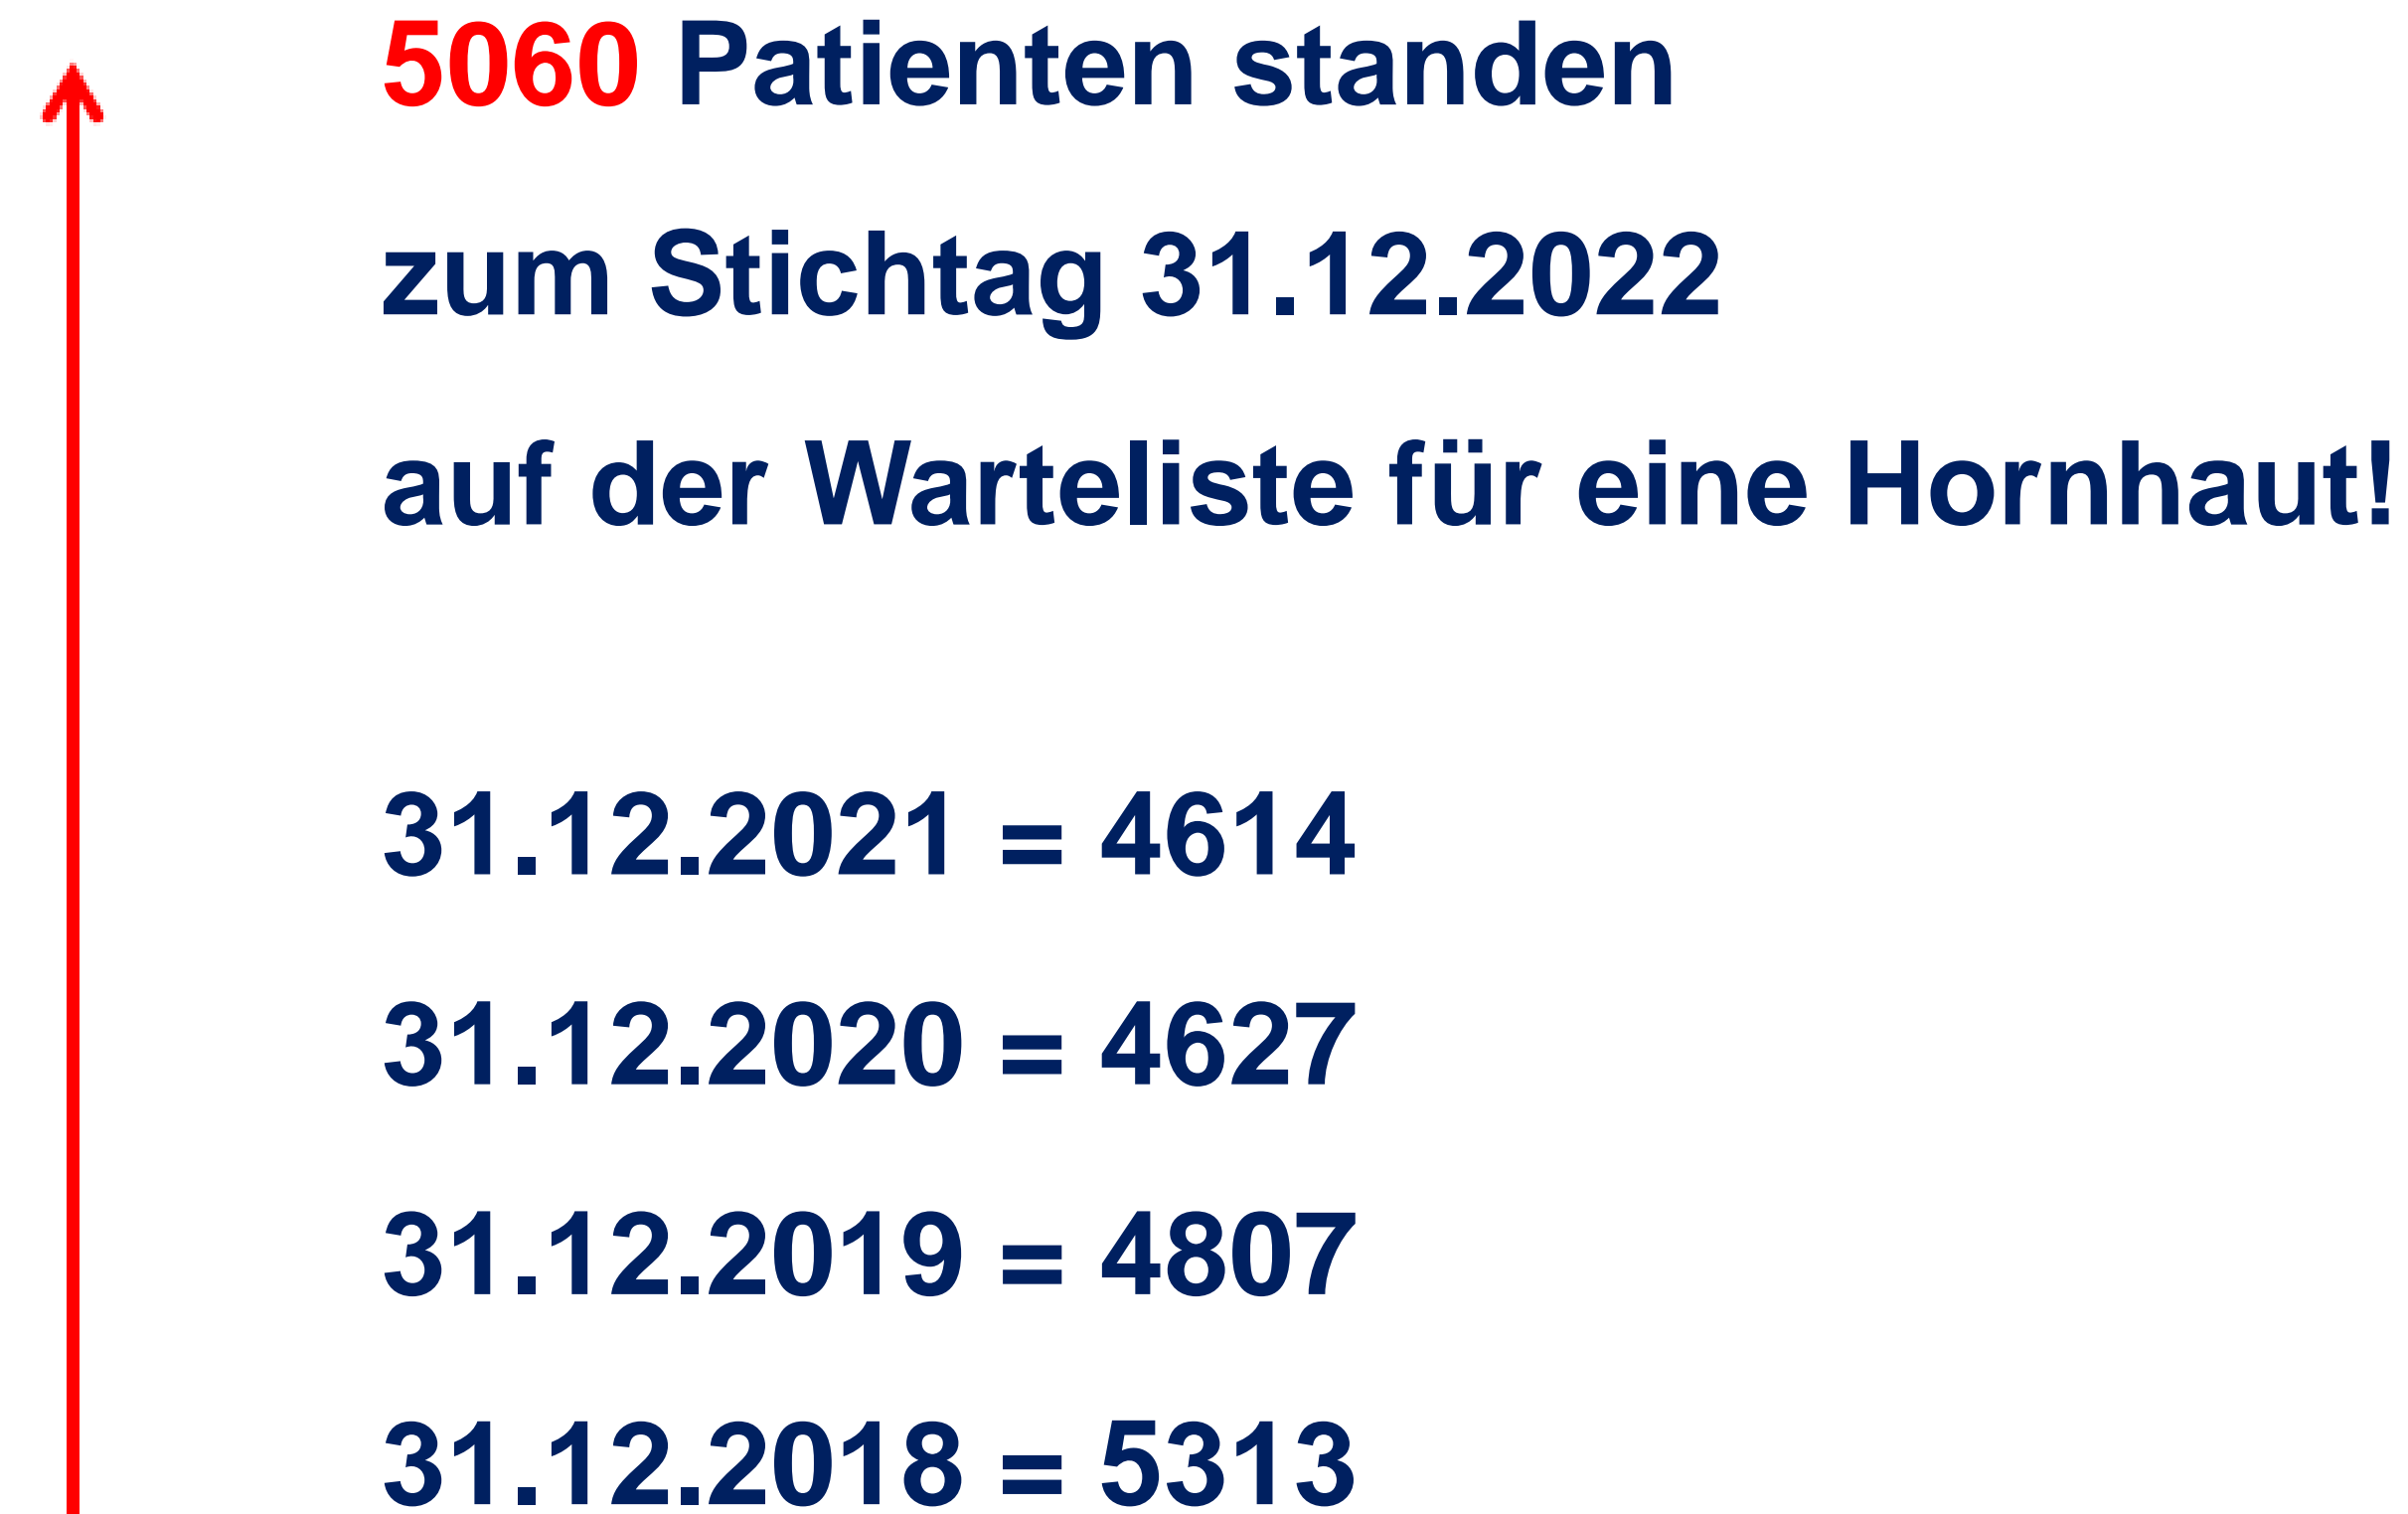 5060 Patienten standen
zum Stichtag 31.12.2022
auf der Warteliste für eine Hornhaut!
31.12.2021 = 4614
31.12.2020 = 4627
31.12.2019 = 4807
31.12.2018 = 5313